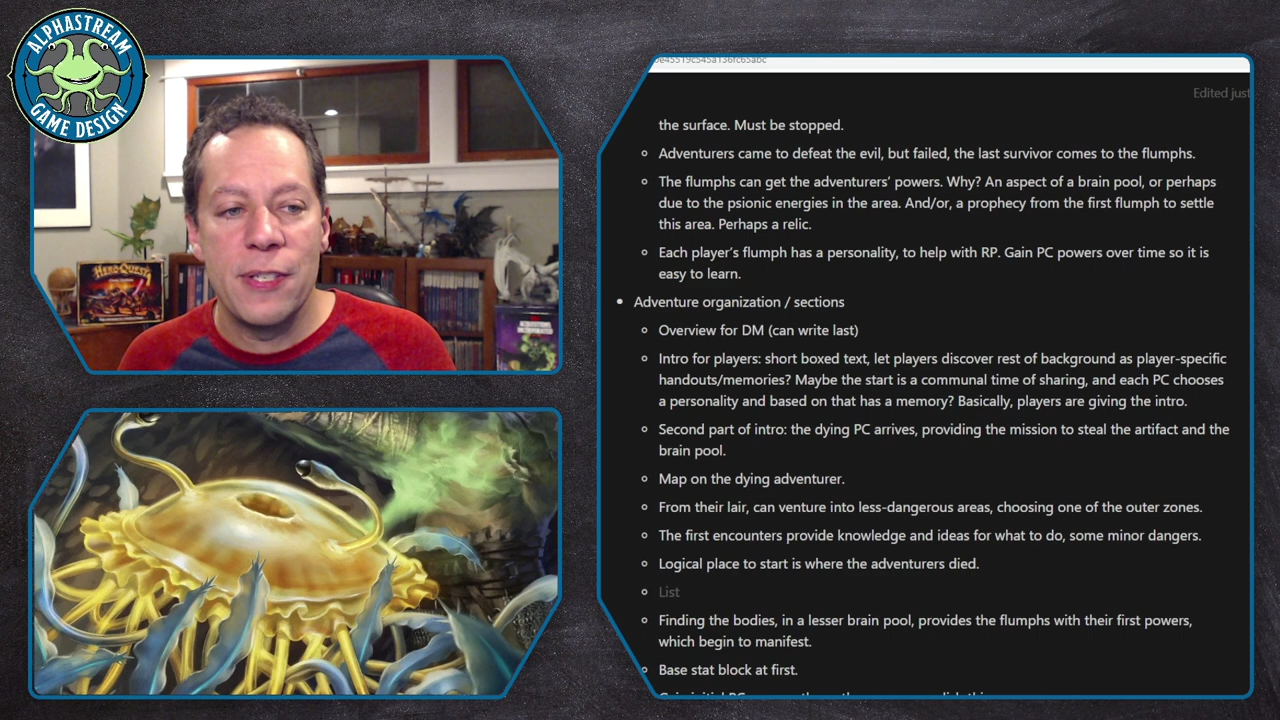 ALPHASTREAM
GAME DESIGN
HEROQUEST
Edited just
the surface. Must be stopped.
Adventurers came to defeat the evil, but failed, the last survivor comes to the flumphs.
The flumphs can get the adventurers’ powers. Why? An aspect of a brain pool, or perhaps
due to the psionic energies in the area. And/or, a prophecy from the first flumph to settle
this area. Perhaps a relic.
Each player’s flumph has a personality, to help with RP. Gain PC powers over time so it is
easy to learn.
Adventure organization / sections
Overview for DM (can write last)
Intro for players: short boxed text, let players discover rest of background as player-specific
handouts/memories? Maybe the start is a communal time of sharing, and each PC chooses
a personality and based on that has a memory? Basically, players are giving the intro.
Second part of intro: the dying PC arrives, providing the mission to steal the artifact and the
brain pool.
Map on the dying adventurer.
From their lair, can venture into less-dangerous areas, choosing one of the outer zones.
The first encounters provide knowledge and ideas for what to do, some minor dangers.
Logical place to start is where the adventurers died.
List
Finding the bodies, in a lesser brain pool, provides the flumphs with their first powers,
which begin to manifest.
Base stat block at first.